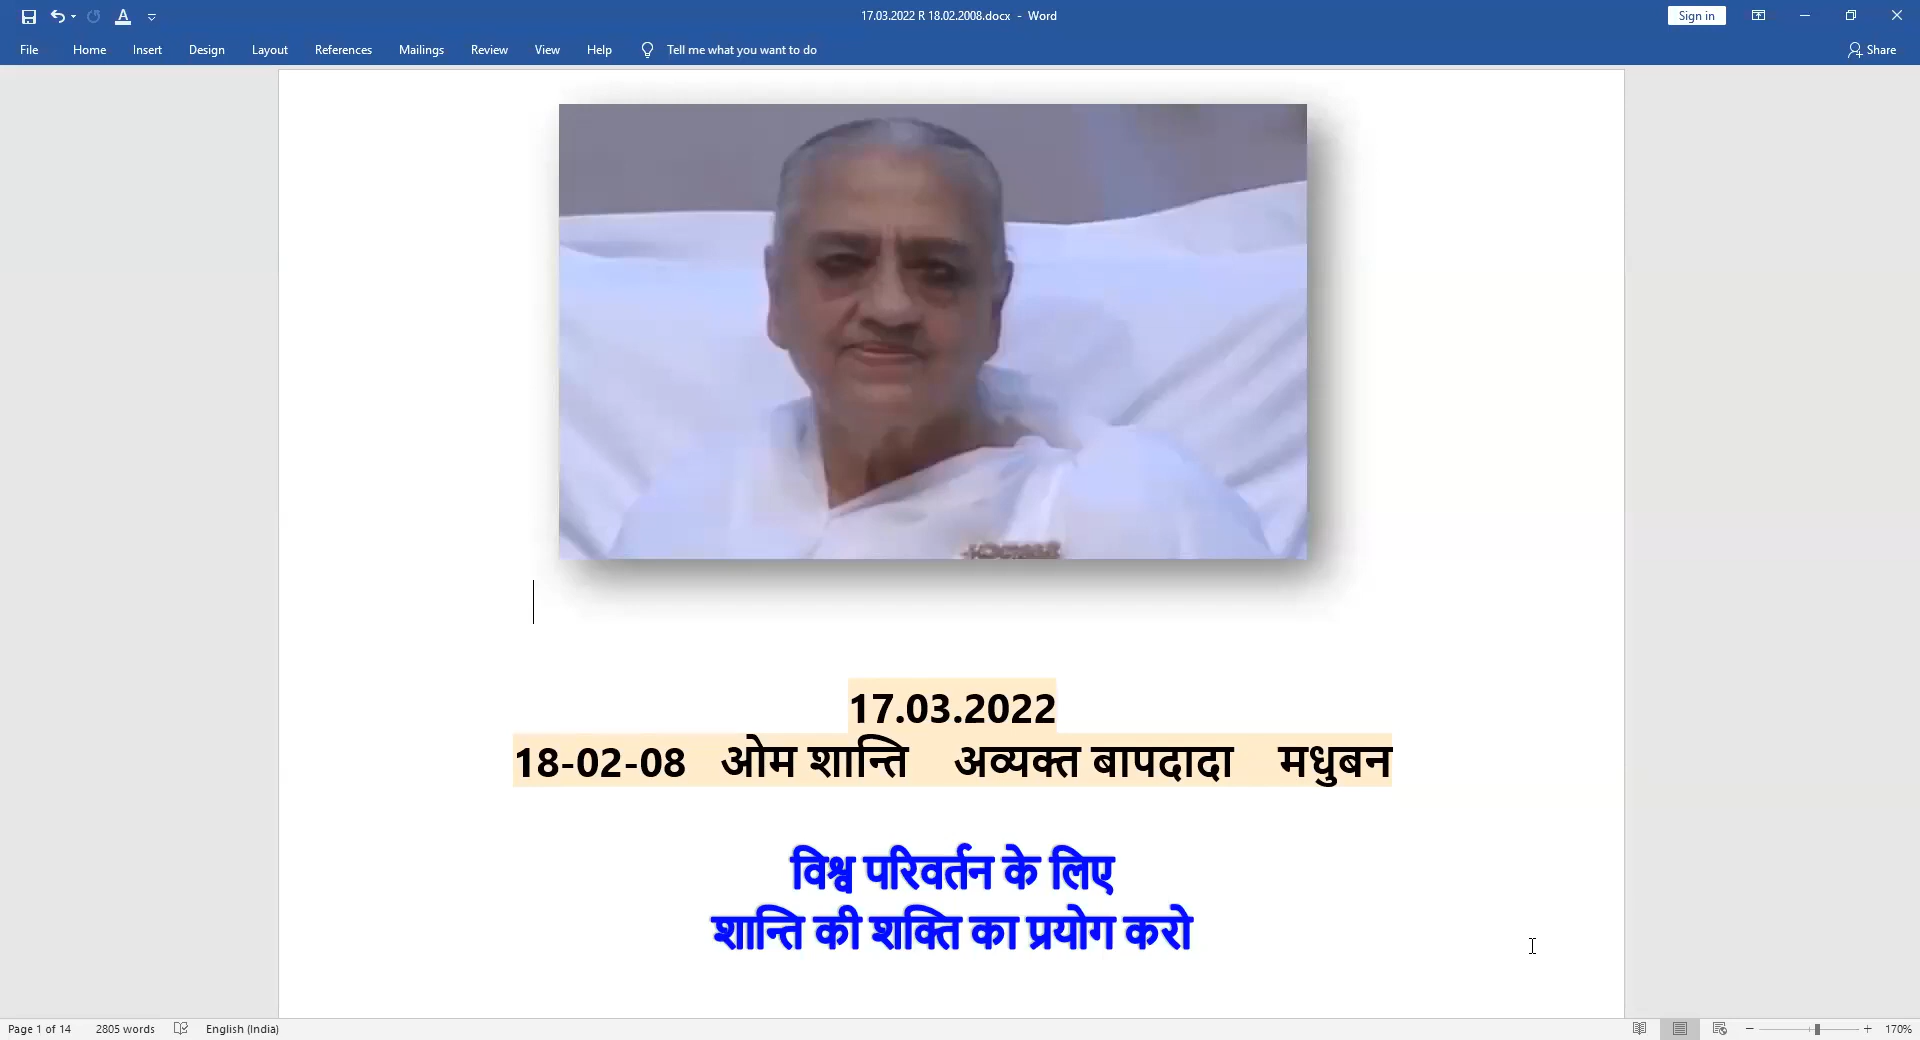 17.03.2022 R 18.02.2008.docx - Word
Sign in
File Home Insert Design Layout References Mailings Review View Help Tell me what you want to do Share
17.03.2022
18-02-08 ओम शान्ति अव्यक्त बापदादा मधुबन
विश्व परिवर्तन के लिए
शान्ति की शक्ति का प्रयोग करो
Page 1 of 14 2805 words English (India) 170%